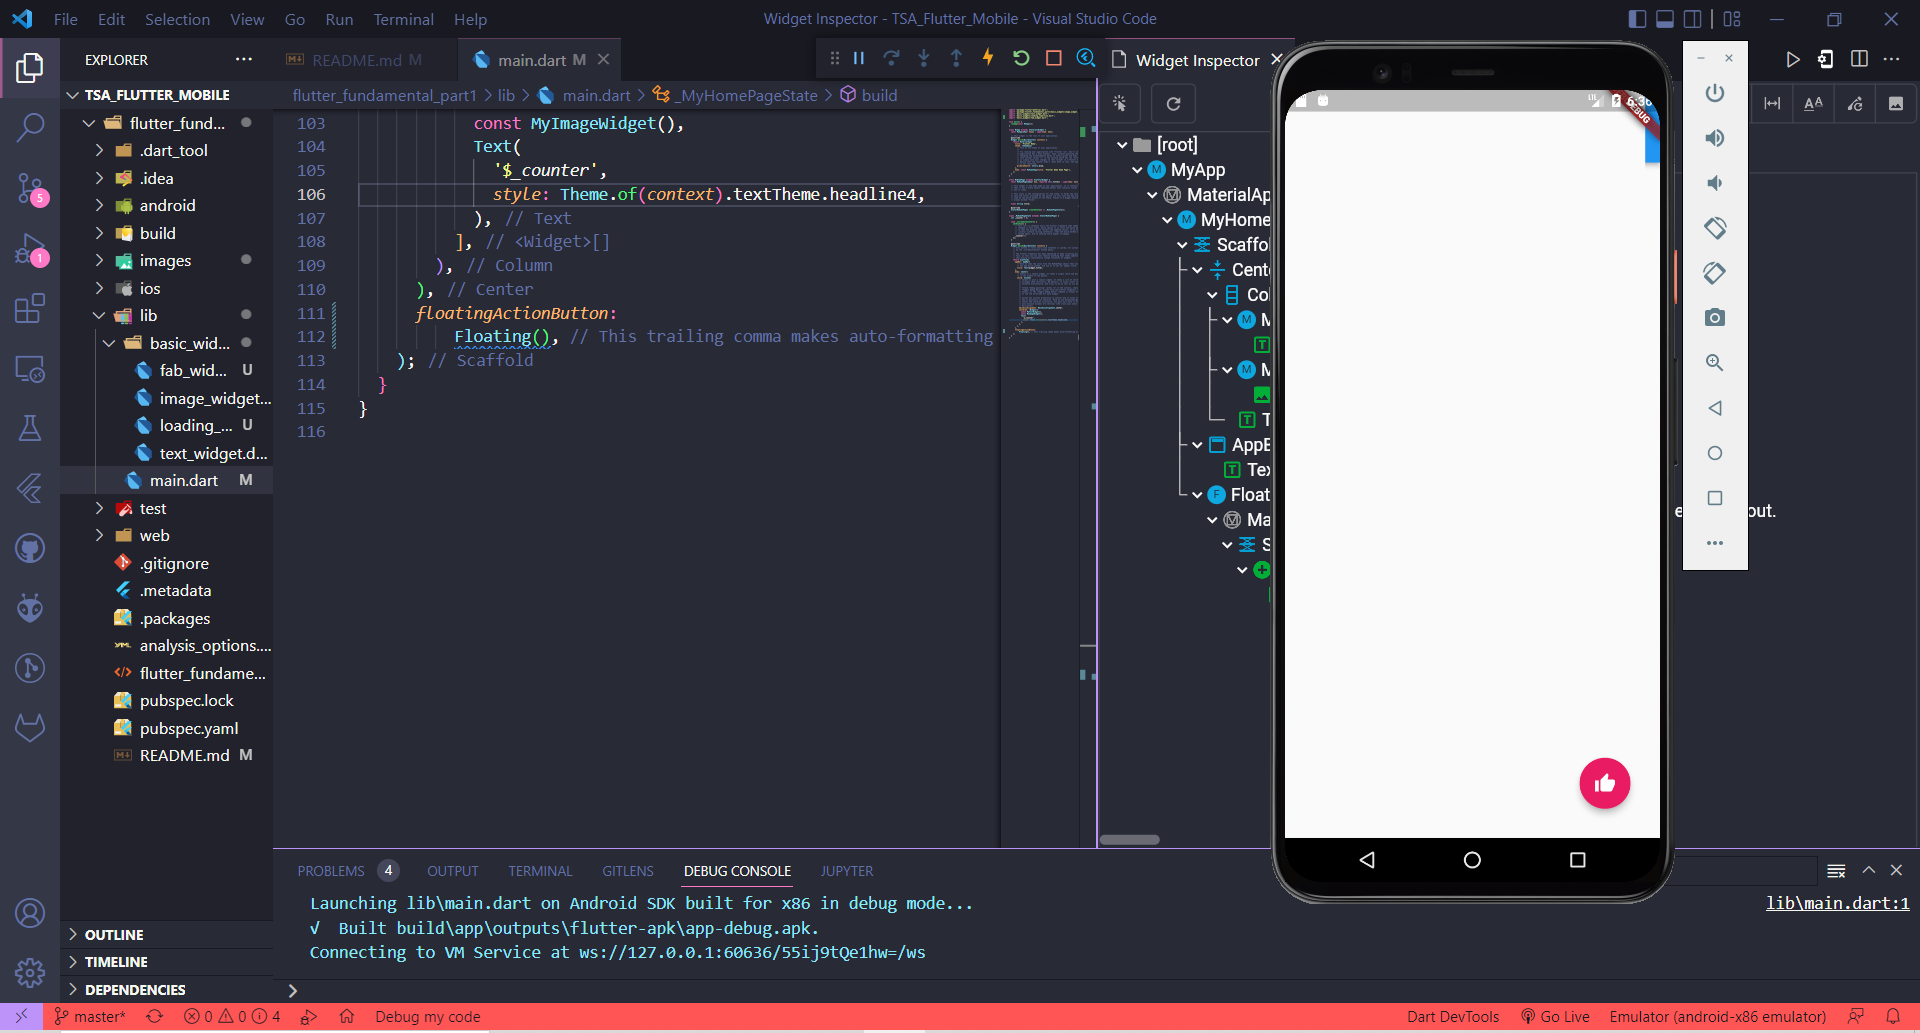 File Edit Selection View Go Run Terminal Help
Widget Inspector - TSA_Flutter_Mobile - Visual Studio Code
EXPLORER
README.md M
main.dart M
Widget Inspector
TSA_FLUTTER_MOBILE
flutter_fundamental_part1 > lib > main.dart > _MyHomePageState > build
flutter_fund...
.dart_tool
.idea
android
build
images
ios
lib
basic_wid...
fab_wid... U
image_widget...
loading_... U
text_widget.d...
main.dart M
test
web
.gitignore
.metadata
.packages
analysis_options....
flutter_fundame...
pubspec.lock
pubspec.yaml
README.md M
OUTLINE
TIMELINE
DEPENDENCIES
5
1
103 const MyImageWidget(),
104 Text(
105 '$_counter',
106 style: Theme.of(context).textTheme.headline4,
107 ), // Text
108 ], // <Widget>[]
109 ), // Column
110 ), // Center
111 floatingActionButton:
112 Floating(), // This trailing comma makes auto-formatting
113 ); // Scaffold
114 }
115 }
116
[root]
MyApp
MaterialAp
MyHome
Scaffol
Cent
Co
M
M
T
AppB
Tex
Float
Ma
S
LTE
6:3
DEBUG
out.
PROBLEMS 4 OUTPUT TERMINAL GITLENS DEBUG CONSOLE JUPYTER
Launching lib\main.dart on Android SDK built for x86 in debug mode...
lib\main.dart:1
√ Built build\app\outputs\flutter-apk\app-debug.apk.
Connecting to VM Service at ws://127.0.0.1:60636/55ij9tQe1hw=/ws
master* 0 0 4 Debug my code
Dart DevTools Go Live Emulator (android-x86 emulator)